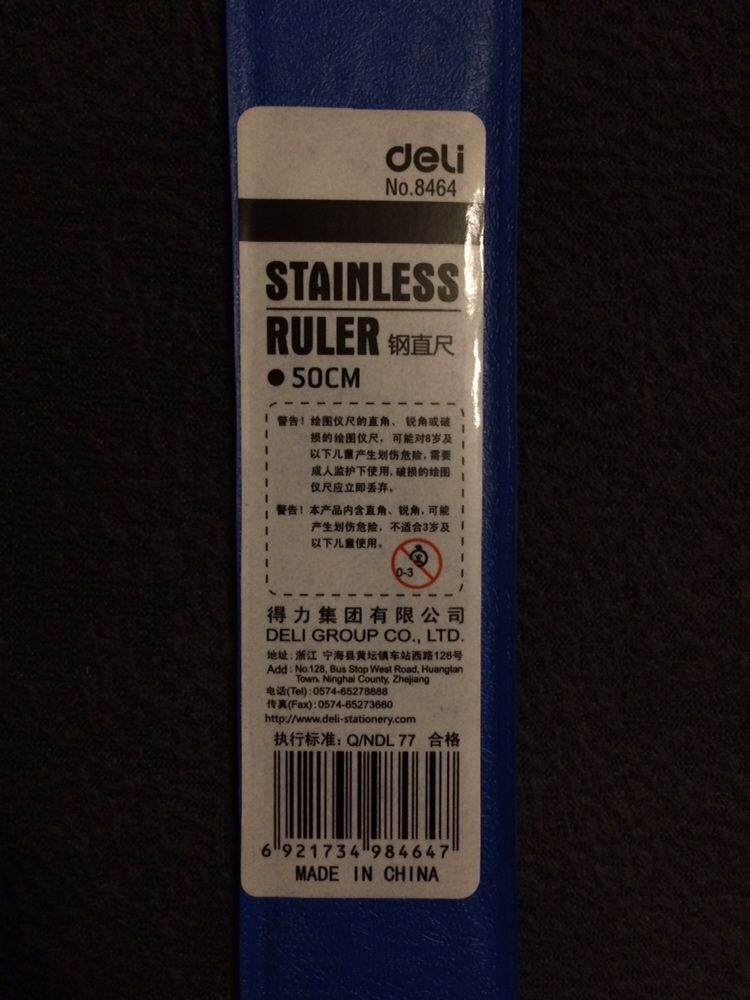 deli
No.8464
STAINLESS
RULER 钢直尺
● 50CM
警告！绘图仪尺的直角、锐角或破
损的绘图仪尺，可能对8岁及
以下儿童产生划伤危险，需要
成人监护下使用，破损的绘图
仪尺应立即丢弃。
警告！本产品内含直角、锐角，可能
产生划伤危险，不适合3岁及
以下儿童使用。
0-3
得力集团有限公司
DELI GROUP CO., LTD.
地址: 浙江 宁海县黄坛镇车站西路128号
Add : No.128, Bus Stop West Road, Huangtan
Town, Ninghai County, Zhejiang
电话(Tel) : 0574-65278888
传真(Fax) : 0574-65273660
http://www.deli-stationery.com
执行标准: Q/NDL 77 合格
6 921734 984647
MADE IN CHINA